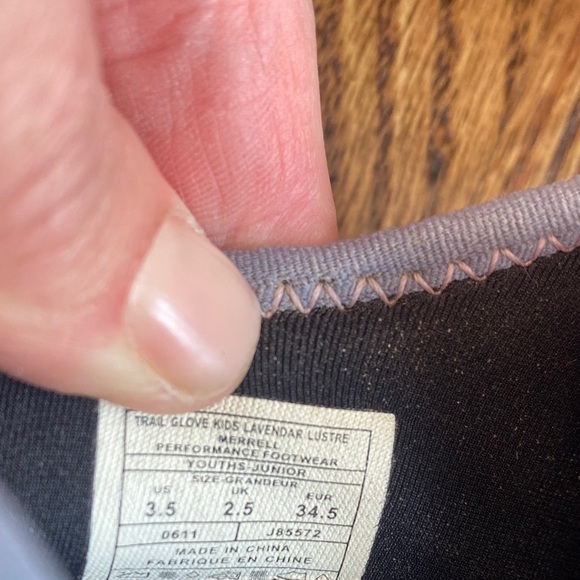 TRAIL GLOVE KIDS LAVENDAR LUSTRE
MERRELL
PERFORMANCE FOOTWEAR
YOUTHS-JUNIOR
SIZE-GRANDEUR
US UK EUR
3.5 2.5 34.5
0611 J85572
MADE IN CHINA
FABRIQUE EN CHINE